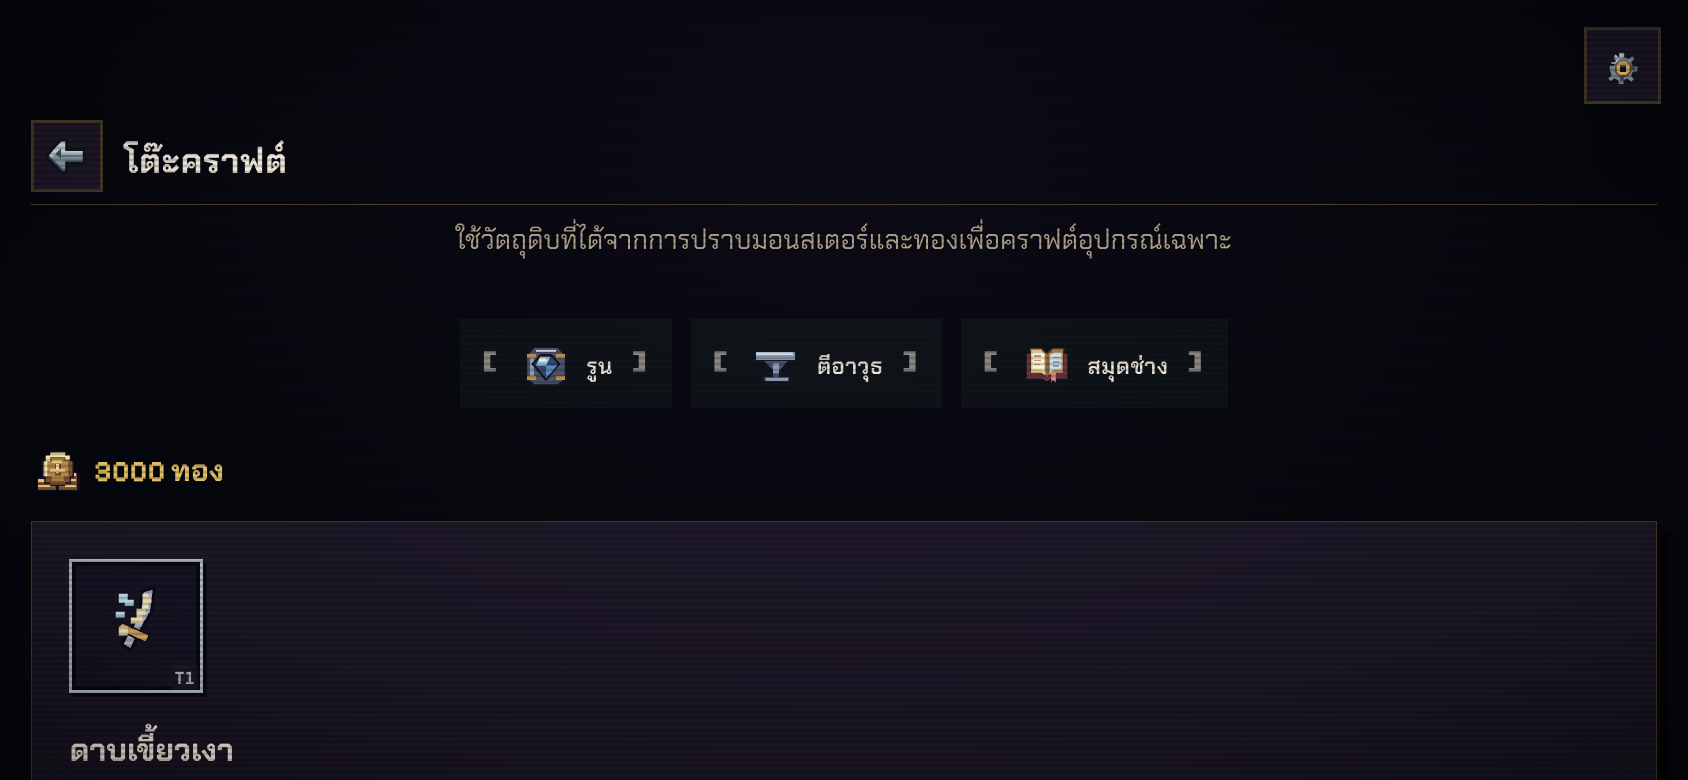 โต๊ะคราฟต์
ใช้วัตถุดิบที่ได้จากการปราบมอนสเตอร์และทองเพื่อคราฟต์อุปกรณ์เฉพาะ
[ รูน ] [ ตีอาวุธ ] [ สมุดช่าง ]
3000 ทอง
T1
ดาบเขี้ยวเงา